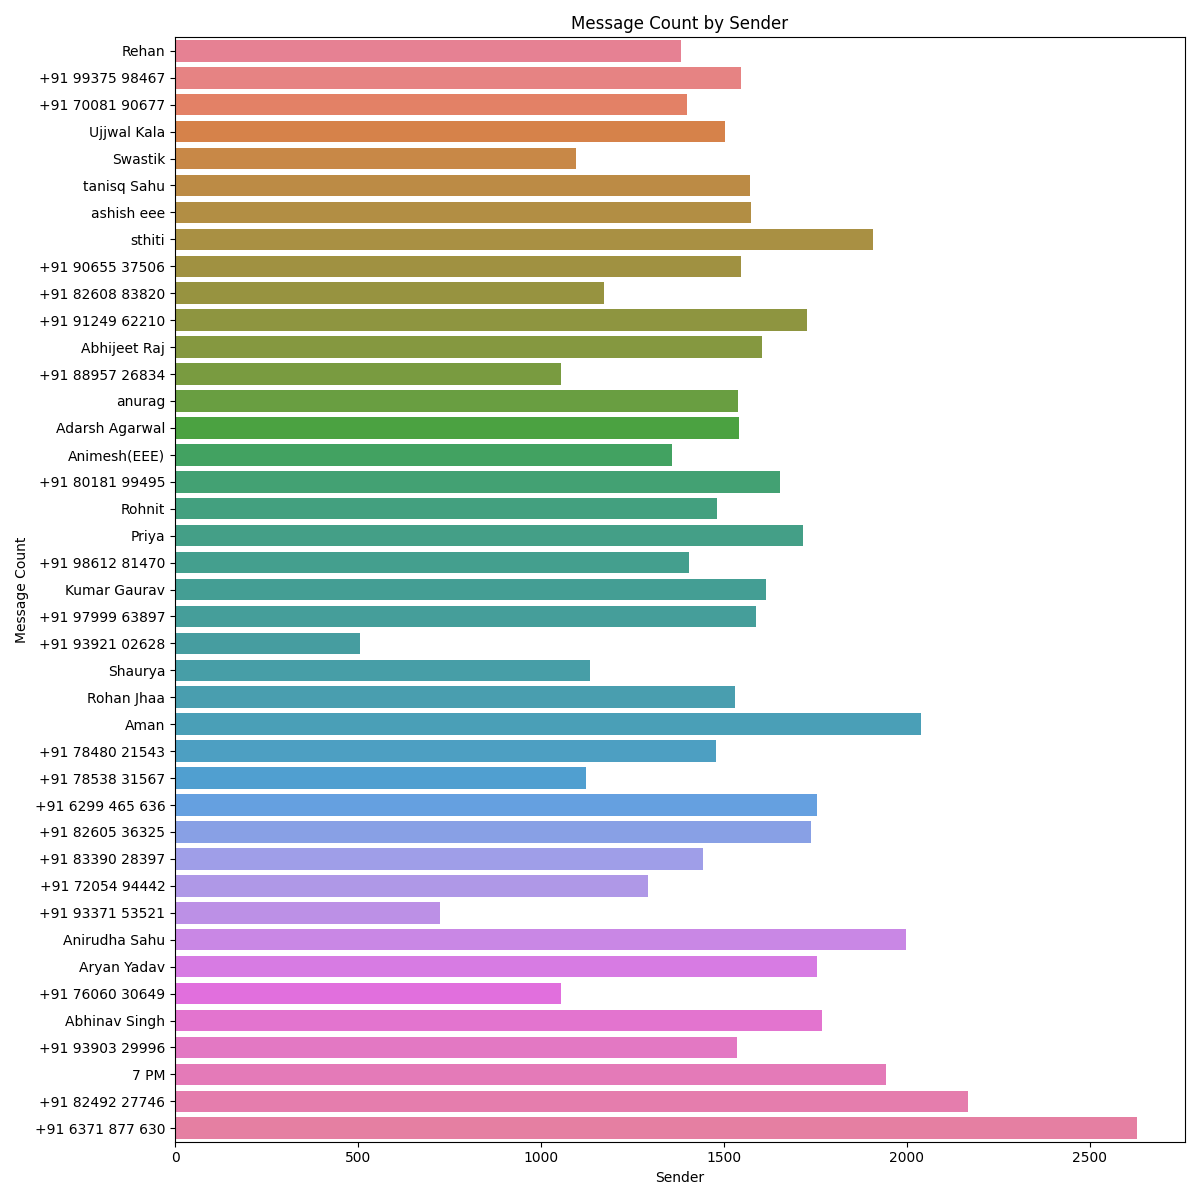 Message Count by Sender
Rehan
+91 99375 98467
+91 70081 90677
Ujjwal Kala
Swastik
tanisq Sahu
ashish eee
sthiti
+91 90655 37506
+91 82608 83820
+91 91249 62210
Abhijeet Raj
+91 88957 26834
anurag
Adarsh Agarwal
Animesh(EEE)
+91 80181 99495
Rohnit
Priya
+91 98612 81470
Kumar Gaurav
+91 97999 63897
+91 93921 02628
Shaurya
Rohan Jhaa
Aman
+91 78480 21543
+91 78538 31567
+91 6299 465 636
+91 82605 36325
+91 83390 28397
+91 72054 94442
+91 93371 53521
Anirudha Sahu
Aryan Yadav
+91 76060 30649
Abhinav Singh
+91 93903 29996
7 PM
+91 82492 27746
+91 6371 877 630
Message Count
0 500 1000 1500 2000 2500
Sender